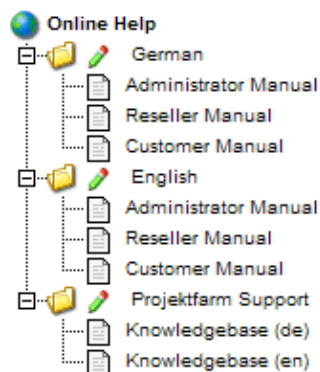 Online Help
German
Administrator Manual
Reseller Manual
Customer Manual
English
Administrator Manual
Reseller Manual
Customer Manual
Projektfarm Support
Knowledgebase (de)
Knowledgebase (en)